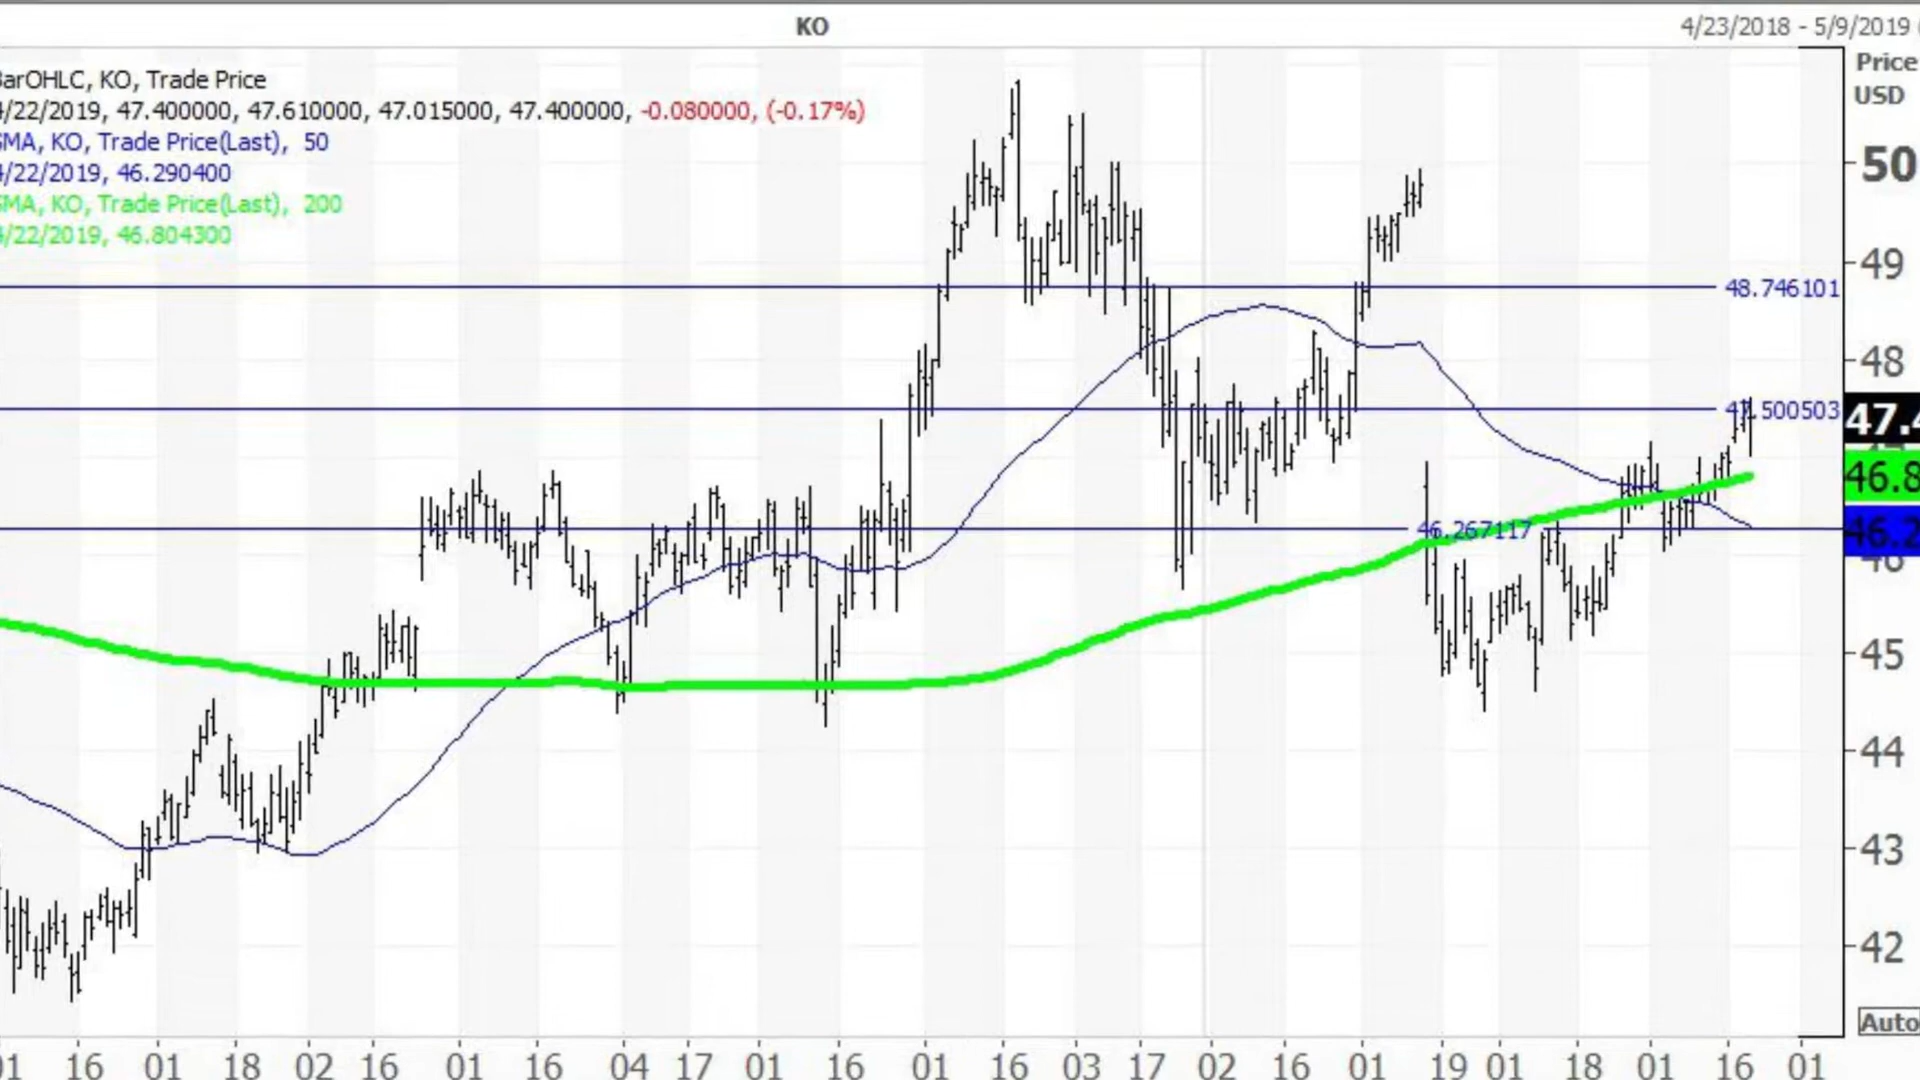 KO
4/23/2018 - 5/9/2019
BarOHLC, KO, Trade Price
4/22/2019, 47.400000, 47.610000, 47.015000, 47.400000, -0.080000, (-0.17%)
SMA, KO, Trade Price(Last), 50
4/22/2019, 46.290400
SMA, KO, Trade Price(Last), 200
4/22/2019, 46.804300
Price
USD
50
49
48.746101
48
47.500503
47.4
46.8
46.267117
46.2
45
44
43
42
Auto
01 16 01 18 02 16 01 16 04 17 01 16 01 16 03 17 02 16 01 19 01 18 01 16 01